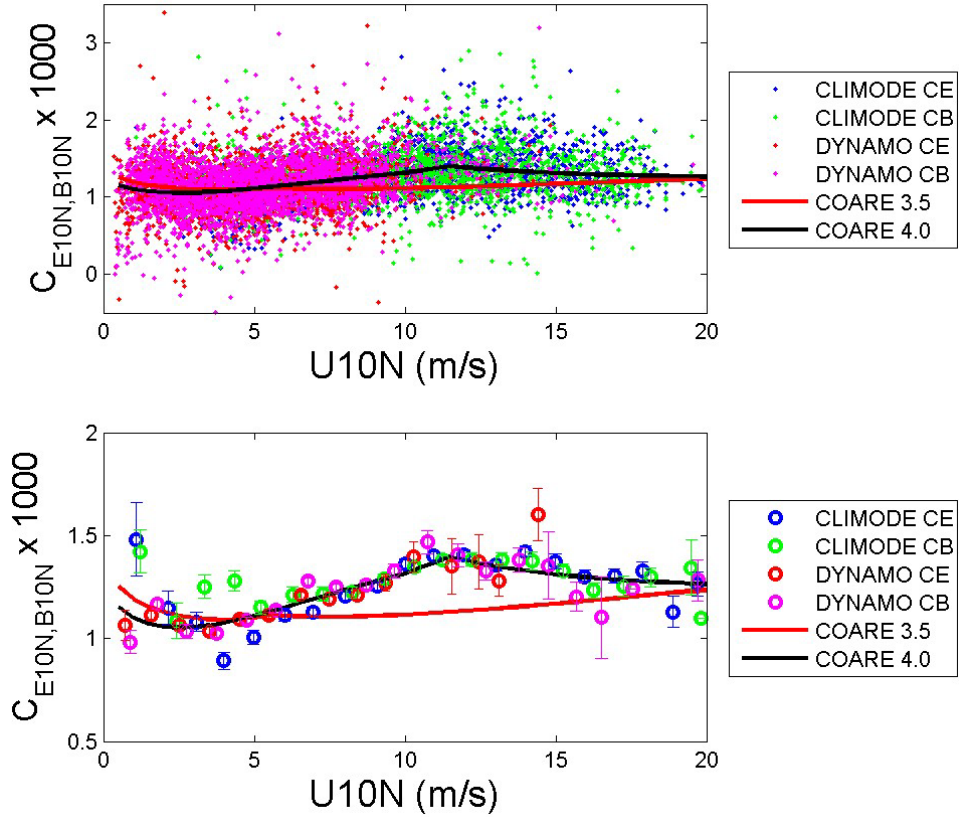 3
2
1
0
C_E10N,B10N x 1000
0 5 10 15 20
U10N (m/s)
CLIMODE CE
CLIMODE CB
DYNAMO CE
DYNAMO CB
COARE 3.5
COARE 4.0
2
1.5
1
0.5
C_E10N,B10N x 1000
0 5 10 15 20
U10N (m/s)
CLIMODE CE
CLIMODE CB
DYNAMO CE
DYNAMO CB
COARE 3.5
COARE 4.0